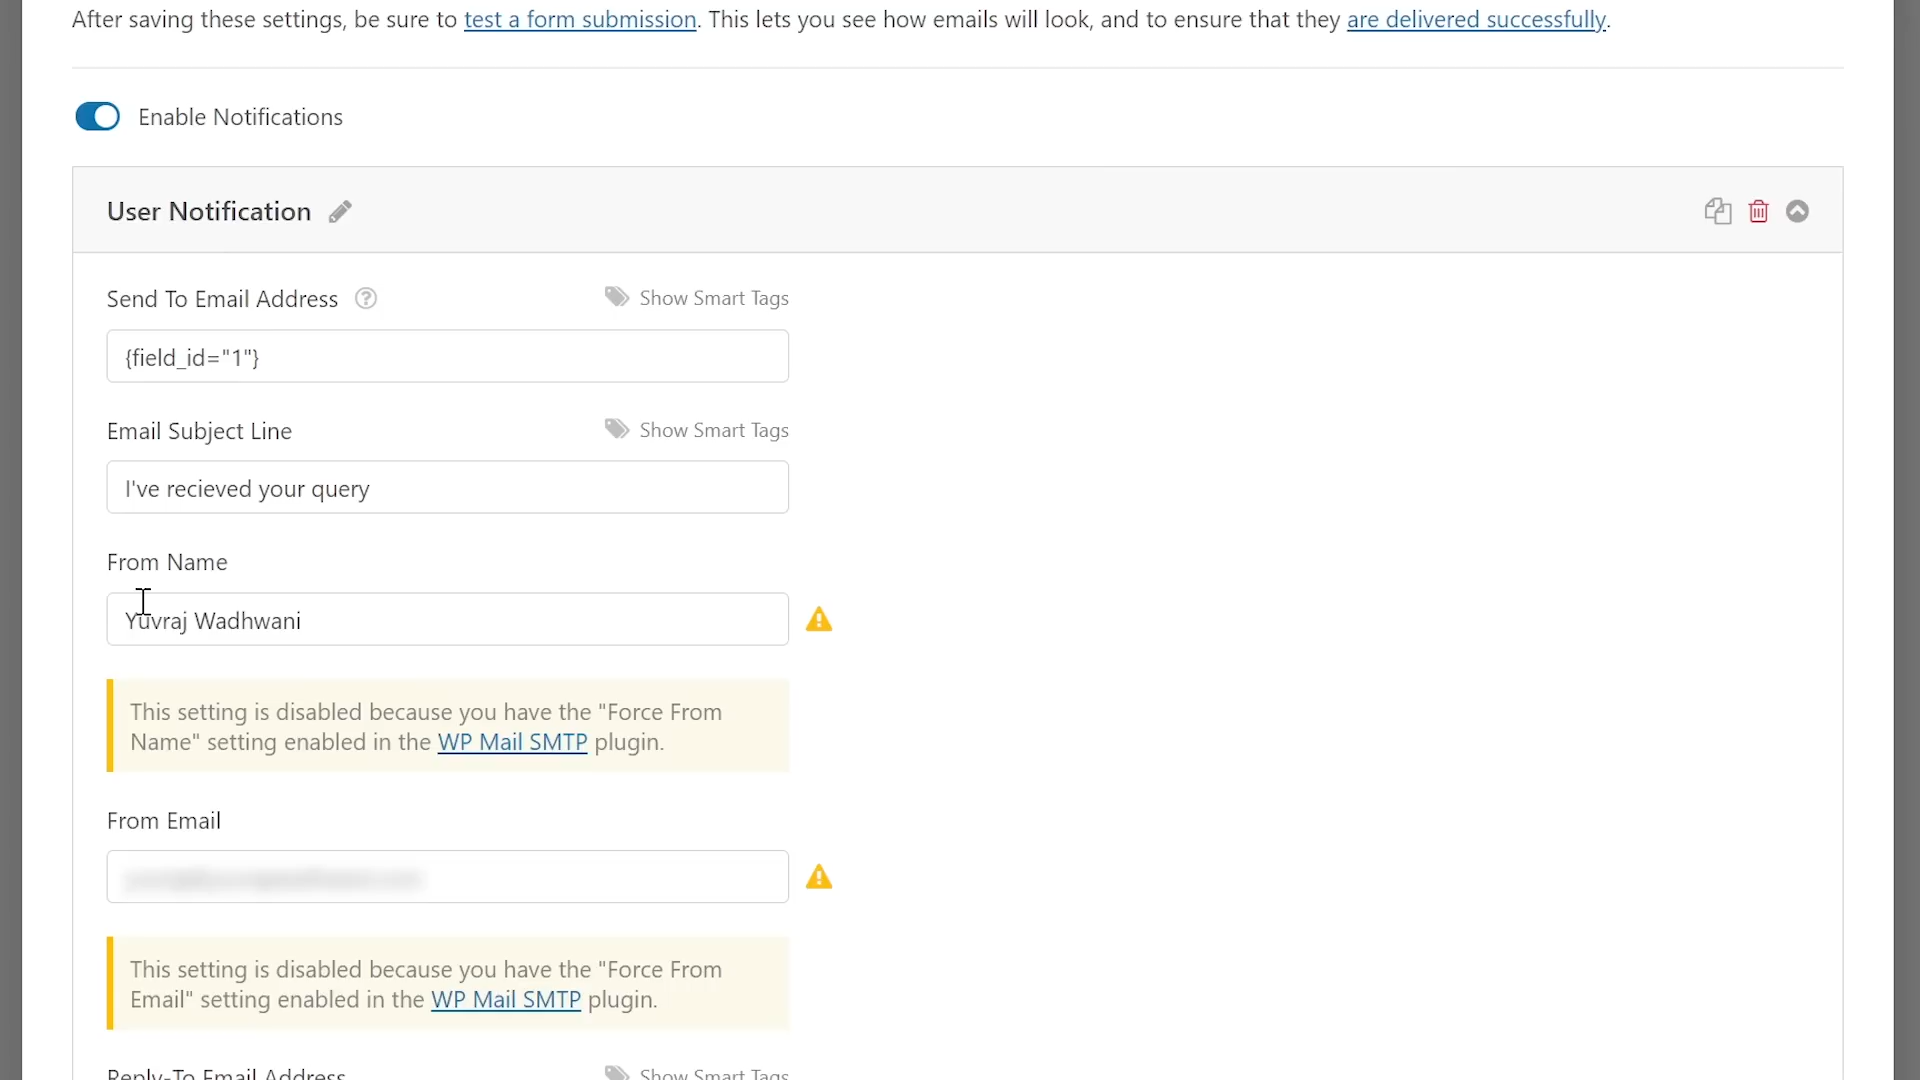 After saving these settings, be sure to test a form submission. This lets you see how emails will look, and to ensure that they are delivered successfully.
Enable Notifications
User Notification
Send To Email Address
Show Smart Tags
{field_id="1"}
Email Subject Line
Show Smart Tags
I've recieved your query
From Name
Yuvraj Wadhwani
This setting is disabled because you have the "Force From
Name" setting enabled in the WP Mail SMTP plugin.
From Email
This setting is disabled because you have the "Force From
Email" setting enabled in the WP Mail SMTP plugin.
Reply-To Email Address
Show Smart Tags